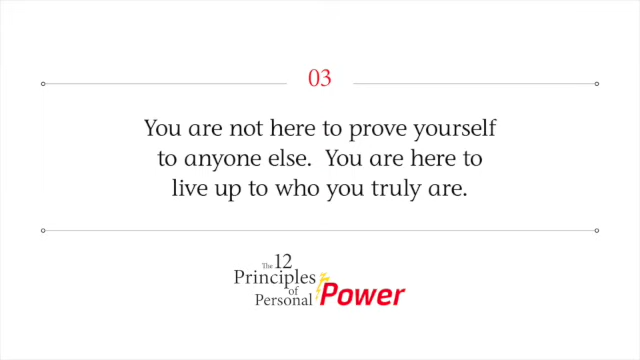 03
You are not here to prove yourself
to anyone else.  You are here to
live up to who you truly are.
The 12
Principles
of
Personal Power